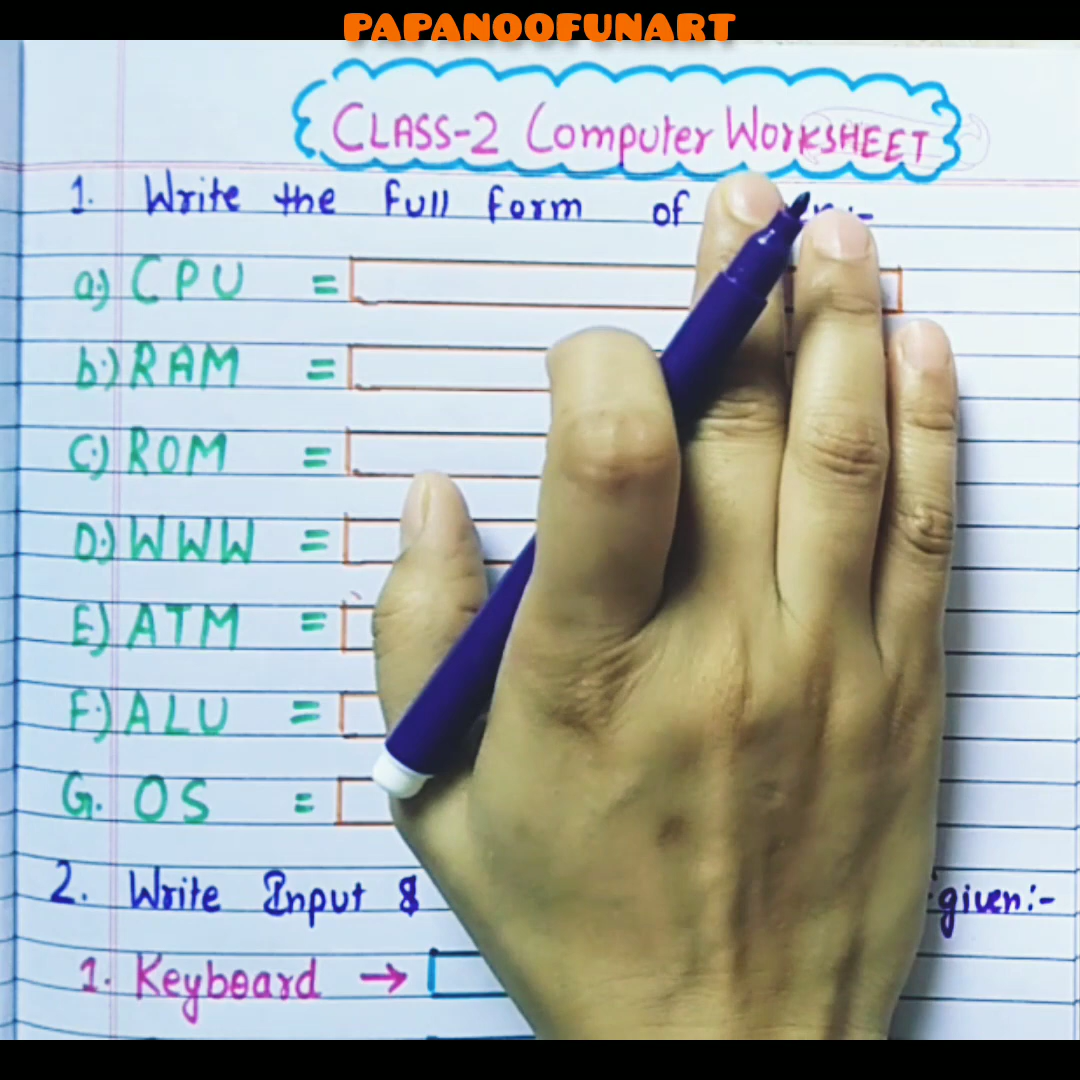 PAPANOOFUNART
CLASS-2 Computer WORKSHEET
1. Write the full form of
a.) CPU =
b.) RAM =
C.) ROM =
D.) WWW =
E.) ATM =
F.) ALU =
G. OS =
2. Write Input & given:-
1. Keyboard →